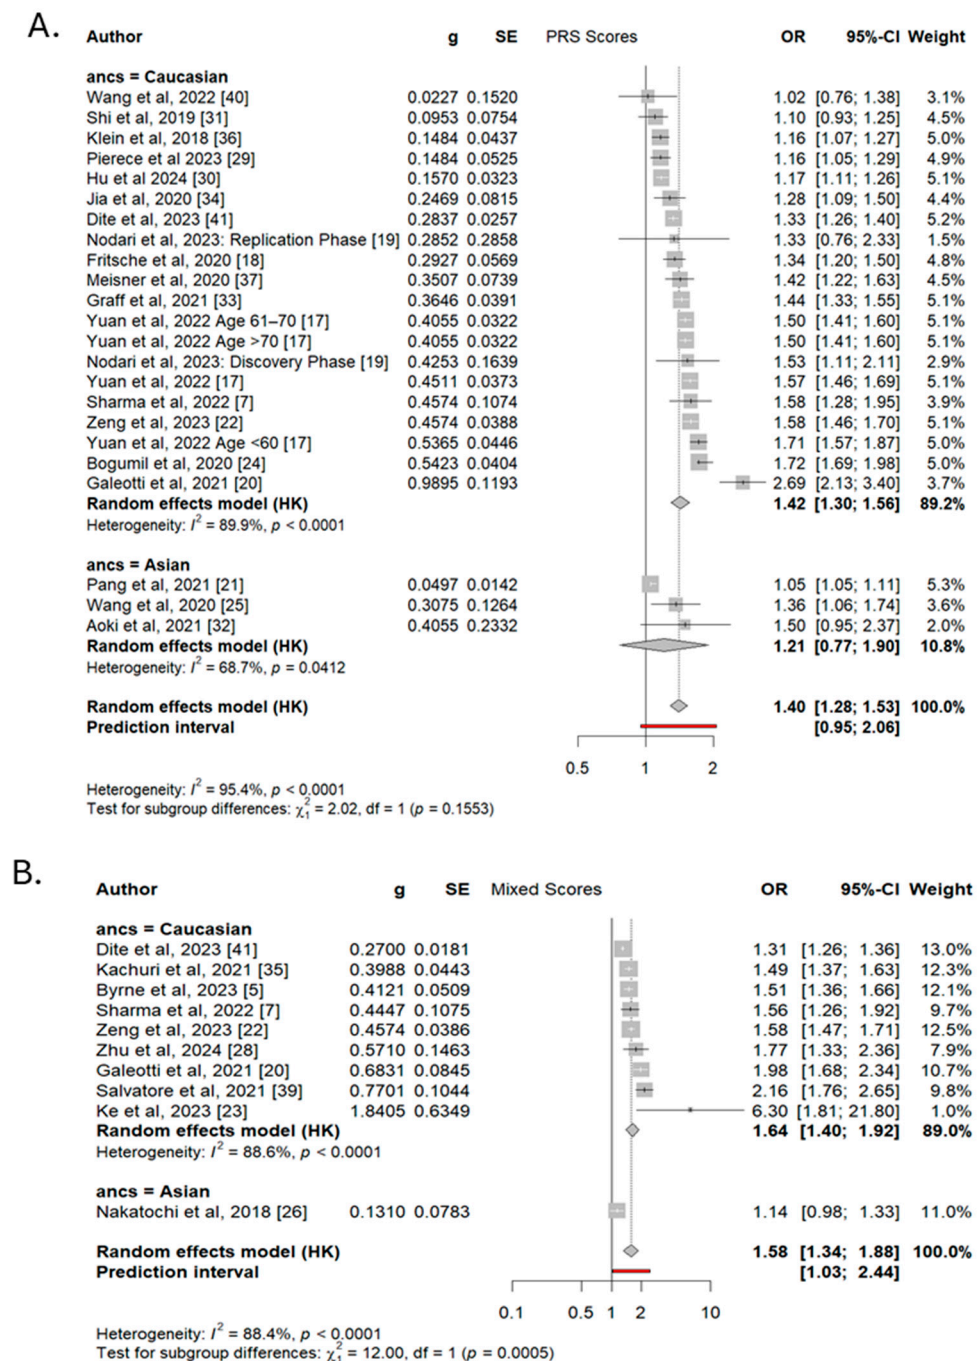 A.
Author g SE PRS Scores OR 95%-CI Weight
ancs = Caucasian
Wang et al, 2022 [40] 0.0227 0.1520 1.02 [0.76; 1.38] 3.1%
Shi et al, 2019 [31] 0.0953 0.0754 1.10 [0.93; 1.25] 4.5%
Klein et al, 2018 [36] 0.1484 0.0437 1.16 [1.07; 1.27] 5.0%
Pierece et al 2023 [29] 0.1484 0.0525 1.16 [1.05; 1.29] 4.9%
Hu et al 2024 [30] 0.1570 0.0323 1.17 [1.11; 1.26] 5.1%
Jia et al, 2020 [34] 0.2469 0.0815 1.28 [1.09; 1.50] 4.4%
Dite et al, 2023 [41] 0.2837 0.0257 1.33 [1.26; 1.40] 5.2%
Nodari et al, 2023: Replication Phase [19] 0.2852 0.2858 1.33 [0.76; 2.33] 1.5%
Fritsche et al, 2020 [18] 0.2927 0.0569 1.34 [1.20; 1.50] 4.8%
Meisner et al, 2020 [37] 0.3507 0.0739 1.42 [1.22; 1.63] 4.5%
Graff et al, 2021 [33] 0.3646 0.0391 1.44 [1.33; 1.55] 5.1%
Yuan et al, 2022 Age 61–70 [17] 0.4055 0.0322 1.50 [1.41; 1.60] 5.1%
Yuan et al, 2022 Age >70 [17] 0.4055 0.0322 1.50 [1.41; 1.60] 5.1%
Nodari et al, 2023: Discovery Phase [19] 0.4253 0.1639 1.53 [1.11; 2.11] 2.9%
Yuan et al, 2022 [17] 0.4511 0.0373 1.57 [1.46; 1.69] 5.1%
Sharma et al, 2022 [7] 0.4574 0.1074 1.58 [1.28; 1.95] 3.9%
Zeng et al, 2023 [22] 0.4574 0.0388 1.58 [1.46; 1.70] 5.1%
Yuan et al, 2022 Age <60 [17] 0.5365 0.0446 1.71 [1.57; 1.87] 5.0%
Bogumil et al, 2020 [24] 0.5423 0.0404 1.72 [1.69; 1.98] 5.0%
Galeotti et al, 2021 [20] 0.9895 0.1193 2.69 [2.13; 3.40] 3.7%
Random effects model (HK) 1.42 [1.30; 1.56] 89.2%
Heterogeneity: I² = 89.9%, p < 0.0001
ancs = Asian
Pang et al, 2021 [21] 0.0497 0.0142 1.05 [1.05; 1.11] 5.3%
Wang et al, 2020 [25] 0.3075 0.1264 1.36 [1.06; 1.74] 3.6%
Aoki et al, 2021 [32] 0.4055 0.2332 1.50 [0.95; 2.37] 2.0%
Random effects model (HK) 1.21 [0.77; 1.90] 10.8%
Heterogeneity: I² = 68.7%, p = 0.0412
Random effects model (HK) 1.40 [1.28; 1.53] 100.0%
Prediction interval [0.95; 2.06]
0.5 1 2
Heterogeneity: I² = 95.4%, p < 0.0001
Test for subgroup differences: χ²₁ = 2.02, df = 1 (p = 0.1553)
B.
Author g SE Mixed Scores OR 95%-CI Weight
ancs = Caucasian
Dite et al, 2023 [41] 0.2700 0.0181 1.31 [1.26; 1.36] 13.0%
Kachuri et al, 2021 [35] 0.3988 0.0443 1.49 [1.37; 1.63] 12.3%
Byrne et al, 2023 [5] 0.4121 0.0509 1.51 [1.36; 1.66] 12.1%
Sharma et al, 2022 [7] 0.4447 0.1075 1.56 [1.26; 1.92] 9.7%
Zeng et al, 2023 [22] 0.4574 0.0386 1.58 [1.47; 1.71] 12.5%
Zhu et al, 2024 [28] 0.5710 0.1463 1.77 [1.33; 2.36] 7.9%
Galeotti et al, 2021 [20] 0.6831 0.0845 1.98 [1.68; 2.34] 10.7%
Salvatore et al, 2021 [39] 0.7701 0.1044 2.16 [1.76; 2.65] 9.8%
Ke et al, 2023 [23] 1.8405 0.6349 6.30 [1.81; 21.80] 1.0%
Random effects model (HK) 1.64 [1.40; 1.92] 89.0%
Heterogeneity: I² = 88.6%, p < 0.0001
ancs = Asian
Nakatochi et al, 2018 [26] 0.1310 0.0783 1.14 [0.98; 1.33] 11.0%
Random effects model (HK) 1.58 [1.34; 1.88] 100.0%
Prediction interval [1.03; 2.44]
0.1 0.5 1 2 10
Heterogeneity: I² = 88.4%, p < 0.0001
Test for subgroup differences: χ²₁ = 12.00, df = 1 (p = 0.0005)